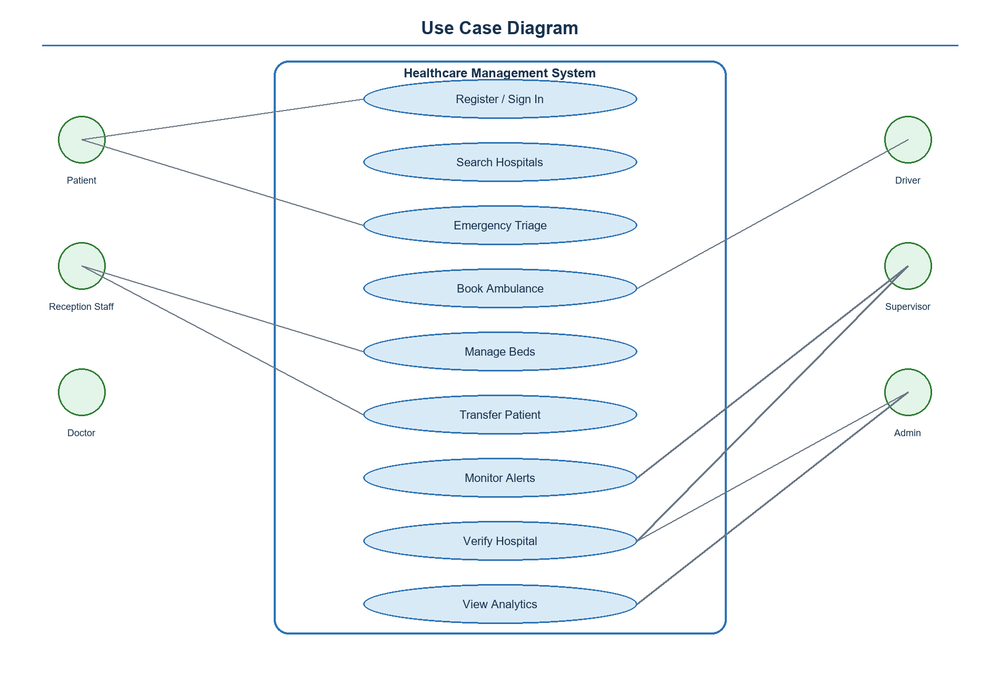 Use Case Diagram
Healthcare Management System
Register / Sign In
Search Hospitals
Emergency Triage
Book Ambulance
Manage Beds
Transfer Patient
Monitor Alerts
Verify Hospital
View Analytics
Patient
Reception Staff
Doctor
Driver
Supervisor
Admin